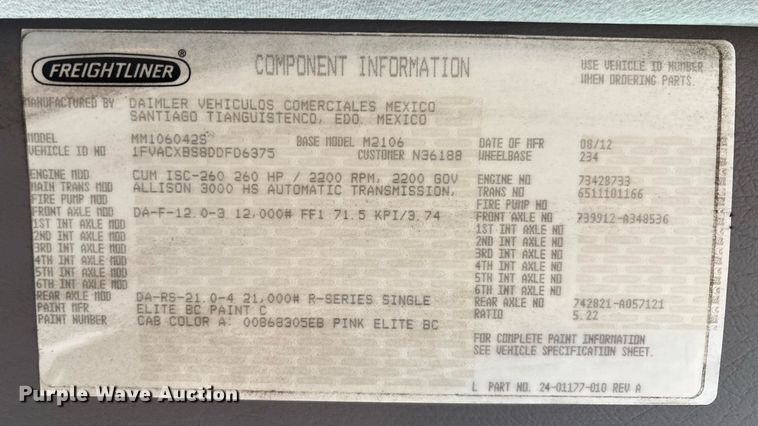 FREIGHTLINER®
COMPONENT INFORMATION
USE VEHICLE ID NUMBER
WHEN ORDERING PARTS.
MANUFACTURED BY DAIMLER VEHICULOS COMERCIALES MEXICO
SANTIAGO TIANGUISTENCO, EDO. MEXICO
MODEL MM106042S BASE MODEL M2106 DATE OF MFR 08/12
VEHICLE ID NO 1FVACXBS8DDFD6375 CUSTOMER N36188 WHEELBASE 234
ENGINE MOD CUM ISC-260 260 HP / 2200 RPM, 2200 GOV ENGINE NO 73428733
MAIN TRANS MOD ALLISON 3000 HS AUTOMATIC TRANSMISSION, TRANS NO 6511101166
FIRE PUMP MOD FIRE PUMP NO
FRONT AXLE MOD DA-F-12.0-3 12,000# FF1 71.5 KPI/3.74 FRONT AXLE NO 739912-A348536
1ST INT AXLE MOD 1ST INT AXLE NO
2ND INT AXLE MOD 2ND INT AXLE NO
3RD INT AXLE MOD 3RD INT AXLE NO
4TH INT AXLE MOD 4TH INT AXLE NO
5TH INT AXLE MOD 5TH INT AXLE NO
6TH INT AXLE MOD 6TH INT AXLE NO
REAR AXLE MOD DA-RS-21.0-4 21,000# R-SERIES SINGLE REAR AXLE NO 742821-A057121
PAINT MFR ELITE BC PAINT C RATIO 5.22
PAINT NUMBER CAB COLOR A: 00868305EB PINK ELITE BC
FOR COMPLETE PAINT INFORMATION
SEE VEHICLE SPECIFICATION SHEET.
L PART NO. 24-01177-010 REV A
Purple Wave Auction